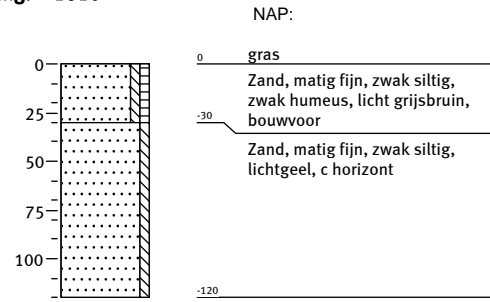 NAP:
0
25
50
75
100
0 gras
Zand, matig fijn, zwak siltig,
zwak humeus, licht grijsbruin,
bouwvoor
-30
Zand, matig fijn, zwak siltig,
lichtgeel, c horizont
-120